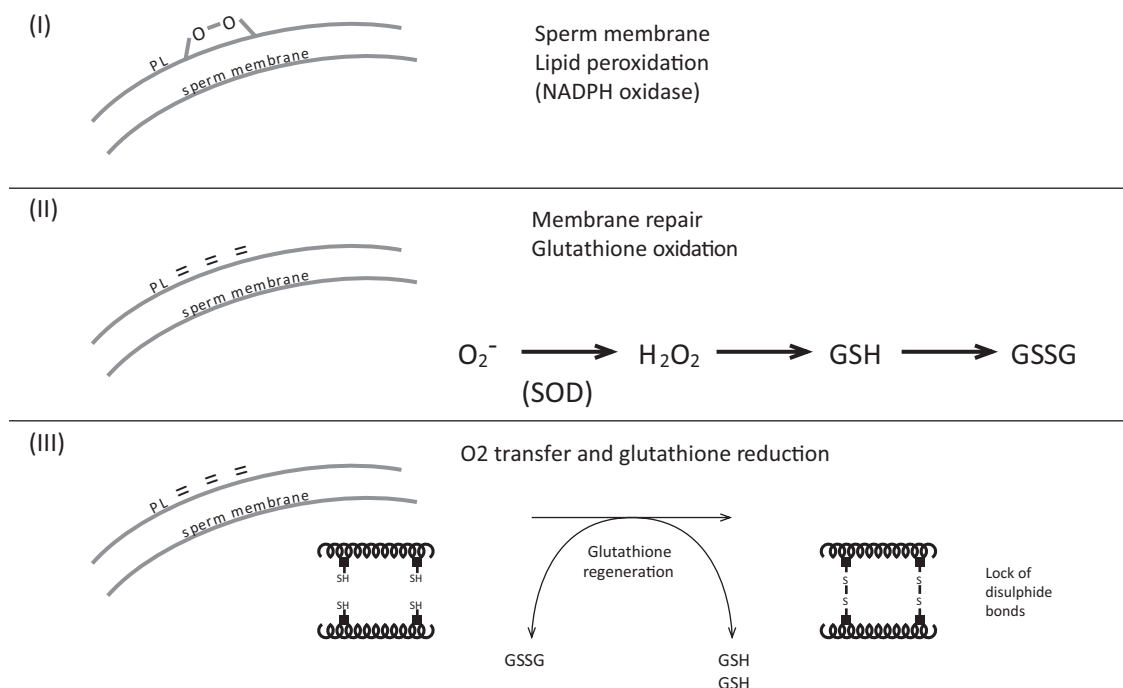 (I)
O-O
PL
sperm membrane
Sperm membrane
Lipid peroxidation
(NADPH oxidase)
(II)
Membrane repair
Glutathione oxidation
PL = = =
sperm membrane
O2- H2O2 GSH GSSG
(SOD)
(III)
O2 transfer and glutathione reduction
PL = = =
sperm membrane
Glutathione
regeneration
SH SH
SH SH
S S
S S
Lock of
disulphide
bonds
GSSG
GSH
GSH